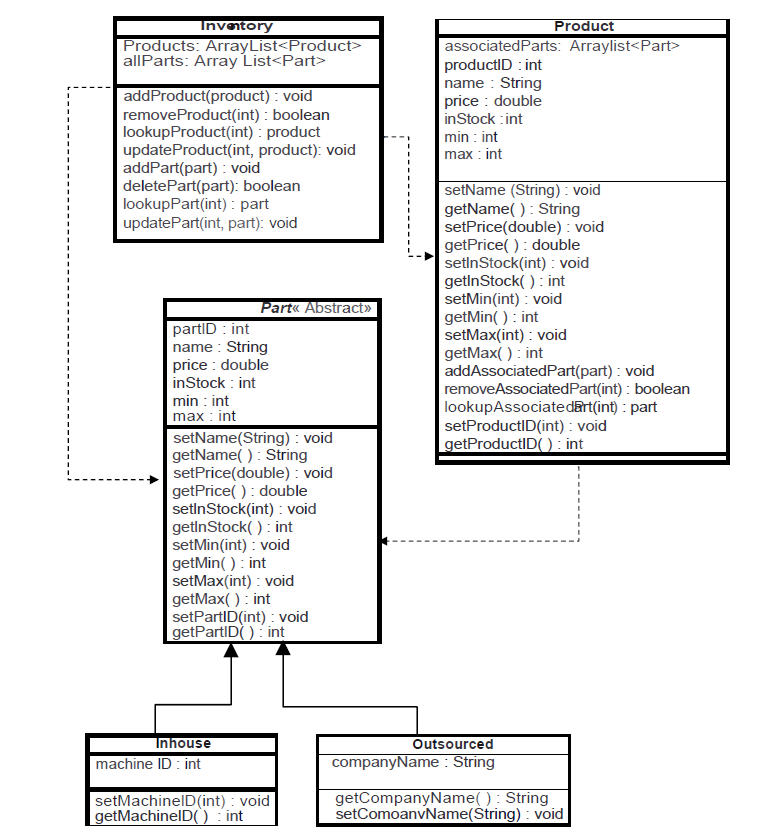 Inventory
Products: ArrayList<Product>
allParts: Array List<Part>
addProduct(product) : void
removeProduct(int) : boolean
lookupProduct(int) : product
updateProduct(int, product): void
addPart(part) : void
deletePart(part): boolean
lookupPart(int) : part
updatePart(int, part): void
Product
associatedParts: Arraylist<Part>
productID : int
name : String
price : double
inStock : int
min : int
max : int
setName (String) : void
getName( ) : String
setPrice(double) : void
getPrice( ) : double
setInStock(int) : void
getInStock( ) : int
setMin(int) : void
getMin( ) : int
setMax(int) : void
getMax( ) : int
addAssociatedPart(part) : void
removeAssociatedPart(int) : boolean
lookupAssociatedPart(int) : part
setProductID(int) : void
getProductID( ) : int
Part« Abstract»
partID : int
name : String
price : double
inStock : int
min : int
max : int
setName(String) : void
getName( ) : String
setPrice(double) : void
getPrice( ) : double
setInStock(int) : void
getInStock( ) : int
setMin(int) : void
getMin( ) : int
setMax(int) : void
getMax( ) : int
setPartID(int) : void
getPartID( ) : int
Inhouse
machine ID : int
setMachineID(int) : void
getMachineID( ) : int
Outsourced
companyName : String
getCompanyName( ) : String
setComoanvName(String) : void